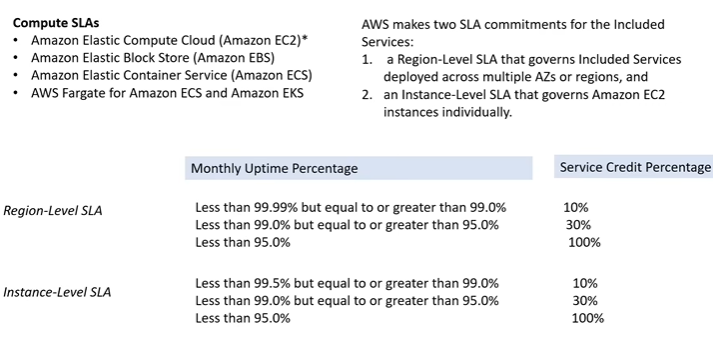 Compute SLAs
• Amazon Elastic Compute Cloud (Amazon EC2)*
• Amazon Elastic Block Store (Amazon EBS)
• Amazon Elastic Container Service (Amazon ECS)
• AWS Fargate for Amazon ECS and Amazon EKS
AWS makes two SLA commitments for the Included
Services:
1. a Region-Level SLA that governs Included Services
deployed across multiple AZs or regions, and
2. an Instance-Level SLA that governs Amazon EC2
instances individually.
Monthly Uptime Percentage Service Credit Percentage
Region-Level SLA
Less than 99.99% but equal to or greater than 99.0% 10%
Less than 99.0% but equal to or greater than 95.0% 30%
Less than 95.0% 100%
Instance-Level SLA
Less than 99.5% but equal to or greater than 99.0% 10%
Less than 99.0% but equal to or greater than 95.0% 30%
Less than 95.0% 100%